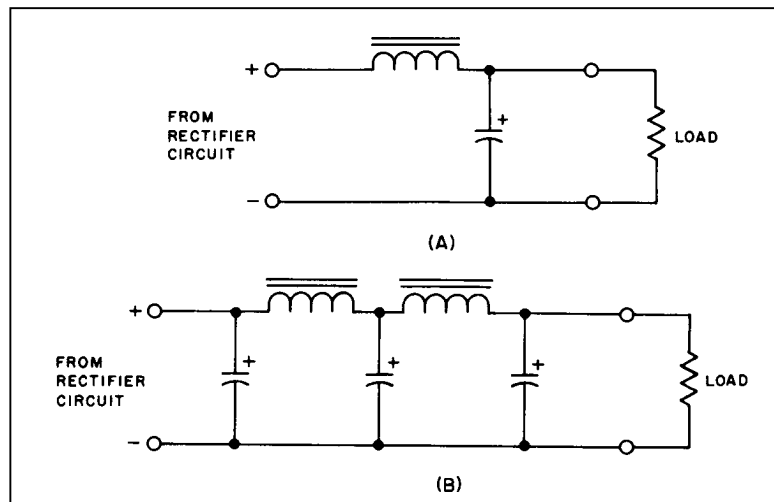 +
+
FROM
RECTIFIER
CIRCUIT
LOAD
−
(A)
+
+
+
+
FROM
RECTIFIER
CIRCUIT
LOAD
−
(B)